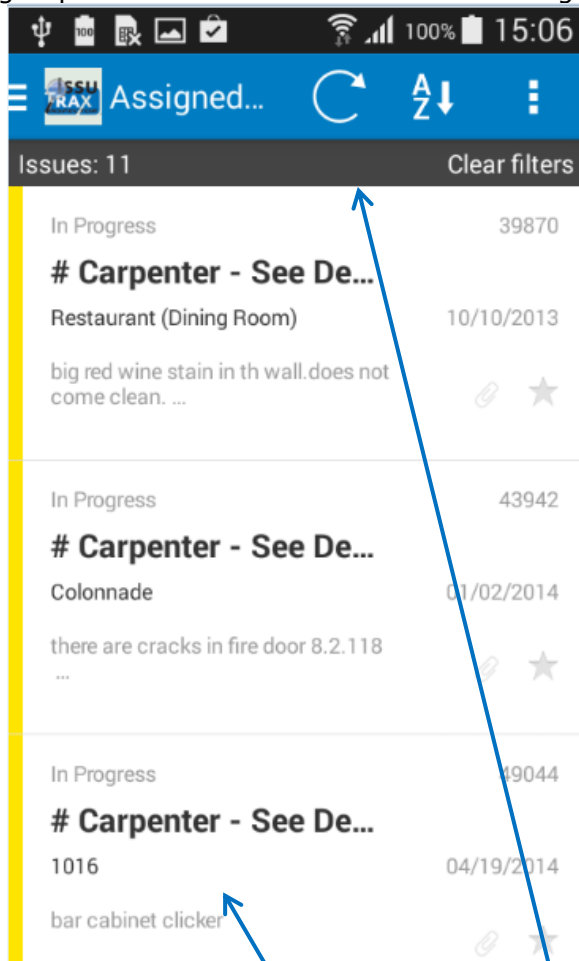 100 100% 15:06
ISSU
TRAX Assigned... A
Z
Issues: 11 Clear filters
In Progress 39870
# Carpenter - See De...
Restaurant (Dining Room) 10/10/2013
big red wine stain in th wall.does not
come clean. ...
In Progress 43942
# Carpenter - See De...
Colonnade 01/02/2014
there are cracks in fire door 8.2.118
...
In Progress 49044
# Carpenter - See De...
1016 04/19/2014
bar cabinet clicker